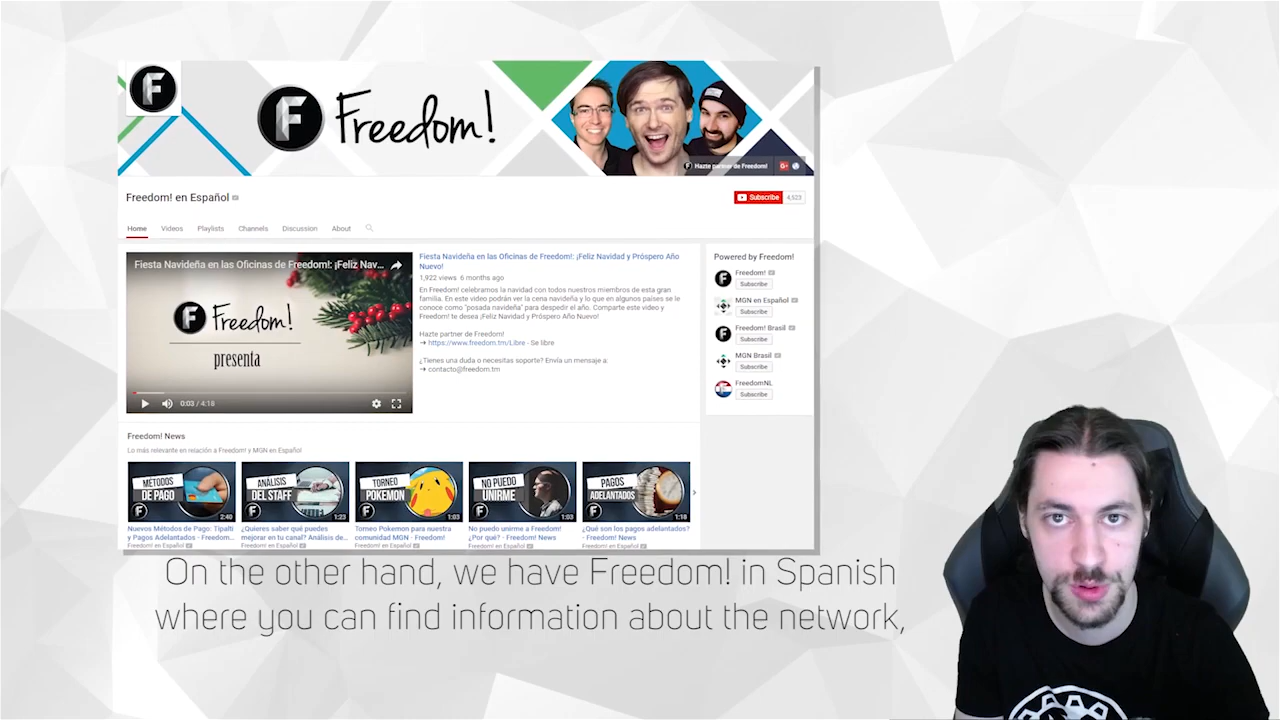 F
F Freedom!
Hazte partner de Freedom!
G+
Freedom! en Español
Subscribe 4,523
Home Videos Playlists Channels Discussion About
Fiesta Navideña en las Oficinas de Freedom!: ¡Feliz Nav...
F Freedom!
presenta
0:03 / 4:18
Fiesta Navideña en las Oficinas de Freedom!: ¡Feliz Navidad y Próspero Año
Nuevo!
1,922 views 6 months ago
En Freedom! celebramos la navidad con todos nuestros miembros de esta gran
familia. En este video podrán ver la cena navideña y lo que en algunos países se le
conoce como "posada navideña" para despedir el año. Comparte este video y
Freedom! te desea ¡Feliz Navidad y Próspero Año Nuevo!
Hazte partner de Freedom!
➝ https://www.freedom.tm/Libre - Se libre
¿Tienes una duda o necesitas soporte? Envía un mensaje a:
➝ contacto@freedom.tm
Powered by Freedom!
Freedom!
Subscribe
MGN en Español
Subscribe
Freedom! Brasil
Subscribe
MGN Brasil
Subscribe
FreedomNL
Subscribe
Freedom! News
Lo más relevante en relación a Freedom! y MGN en Español!
MÉTODOS
DE PAGO
2:40
Nuevos Métodos de Pago: Tipalti
y Pagos Adelantados - Freedom...
Freedom! en Español
ANÁLISIS
DEL STAFF
1:23
¿Quieres saber qué puedes
mejorar en tu canal? Análisis de...
Freedom! en Español
TORNEO
POKEMON
1:03
Torneo Pokemon para nuestra
comunidad MGN - Freedom!
Freedom! en Español
NO PUEDO
UNIRME
1:03
No puedo unirme a Freedom!
¿Por qué? - Freedom! News
Freedom! en Español
PAGOS
ADELANTADOS
1:18
¿Qué son los pagos adelantados?
- Freedom! News
Freedom! en Español
On the other hand, we have Freedom! in Spanish
where you can find information about the network,